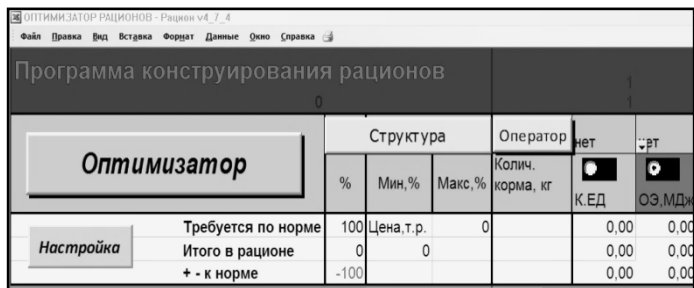 ОПТИМИЗАТОР РАЦИОНОВ - Рацион v4_7_4
Файл Правка Вид Вставка Формат Данные Окно Справка
Программа конструирования рационов
1
0 1
Оптимизатор Структура Оператор нет нет
% Мин,% Макс,% Колич. корма, кг К.ЕД ОЭ,МДж
Требуется по норме 100 Цена,т.р. 0 0,00 0,00
Настройка Итого в рационе 0 0 0,00 0,00
+ - к норме -100 0,00 0,00